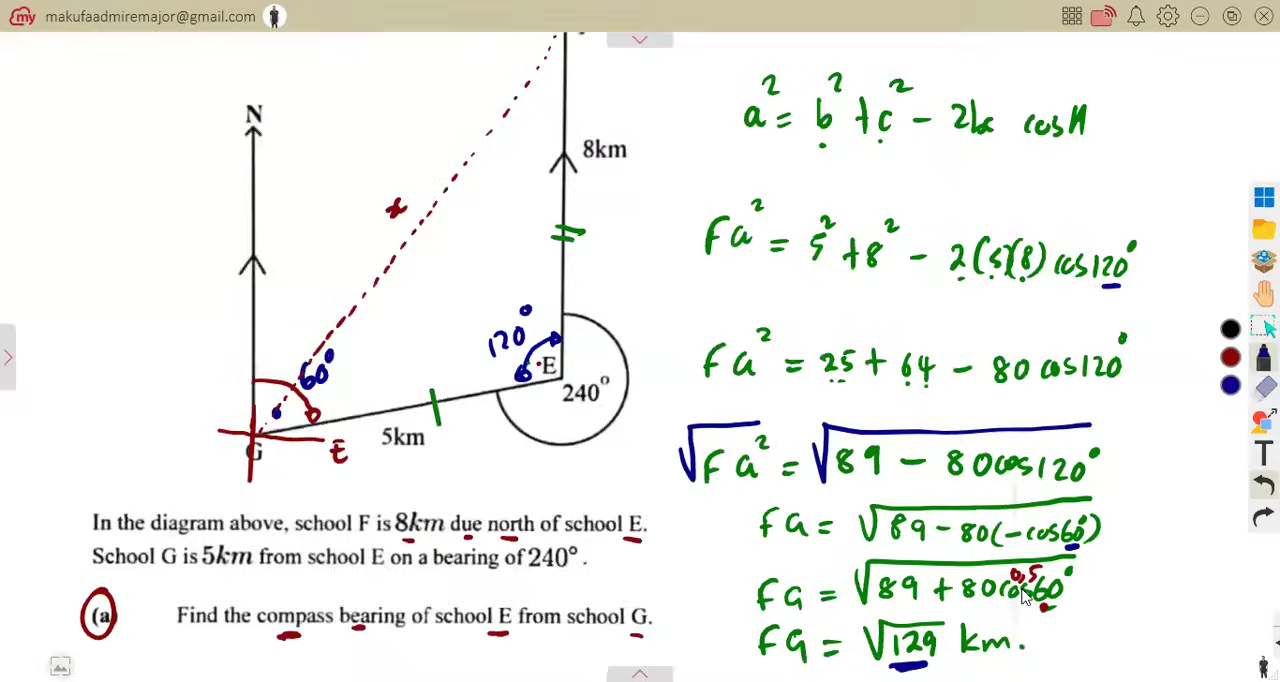 my makufaadmiremajor@gmail.com
N
8km
x
120°
60°
E
240°
5km
G
E
In the diagram above, school F is 8km due north of school E.
School G is 5km from school E on a bearing of 240°.
(a) Find the compass bearing of school E from school G.
a² = b² + c² - 2bc cosA
FG² = 5² + 8² - 2(5)(8) cos120°
FG² = 25 + 64 - 80 cos120°
√FG² = √89 - 80cos120°
FG = √89 - 80(-cos60°)
0,5
FG = √89 + 80cos60°
FG = √129 km.
T